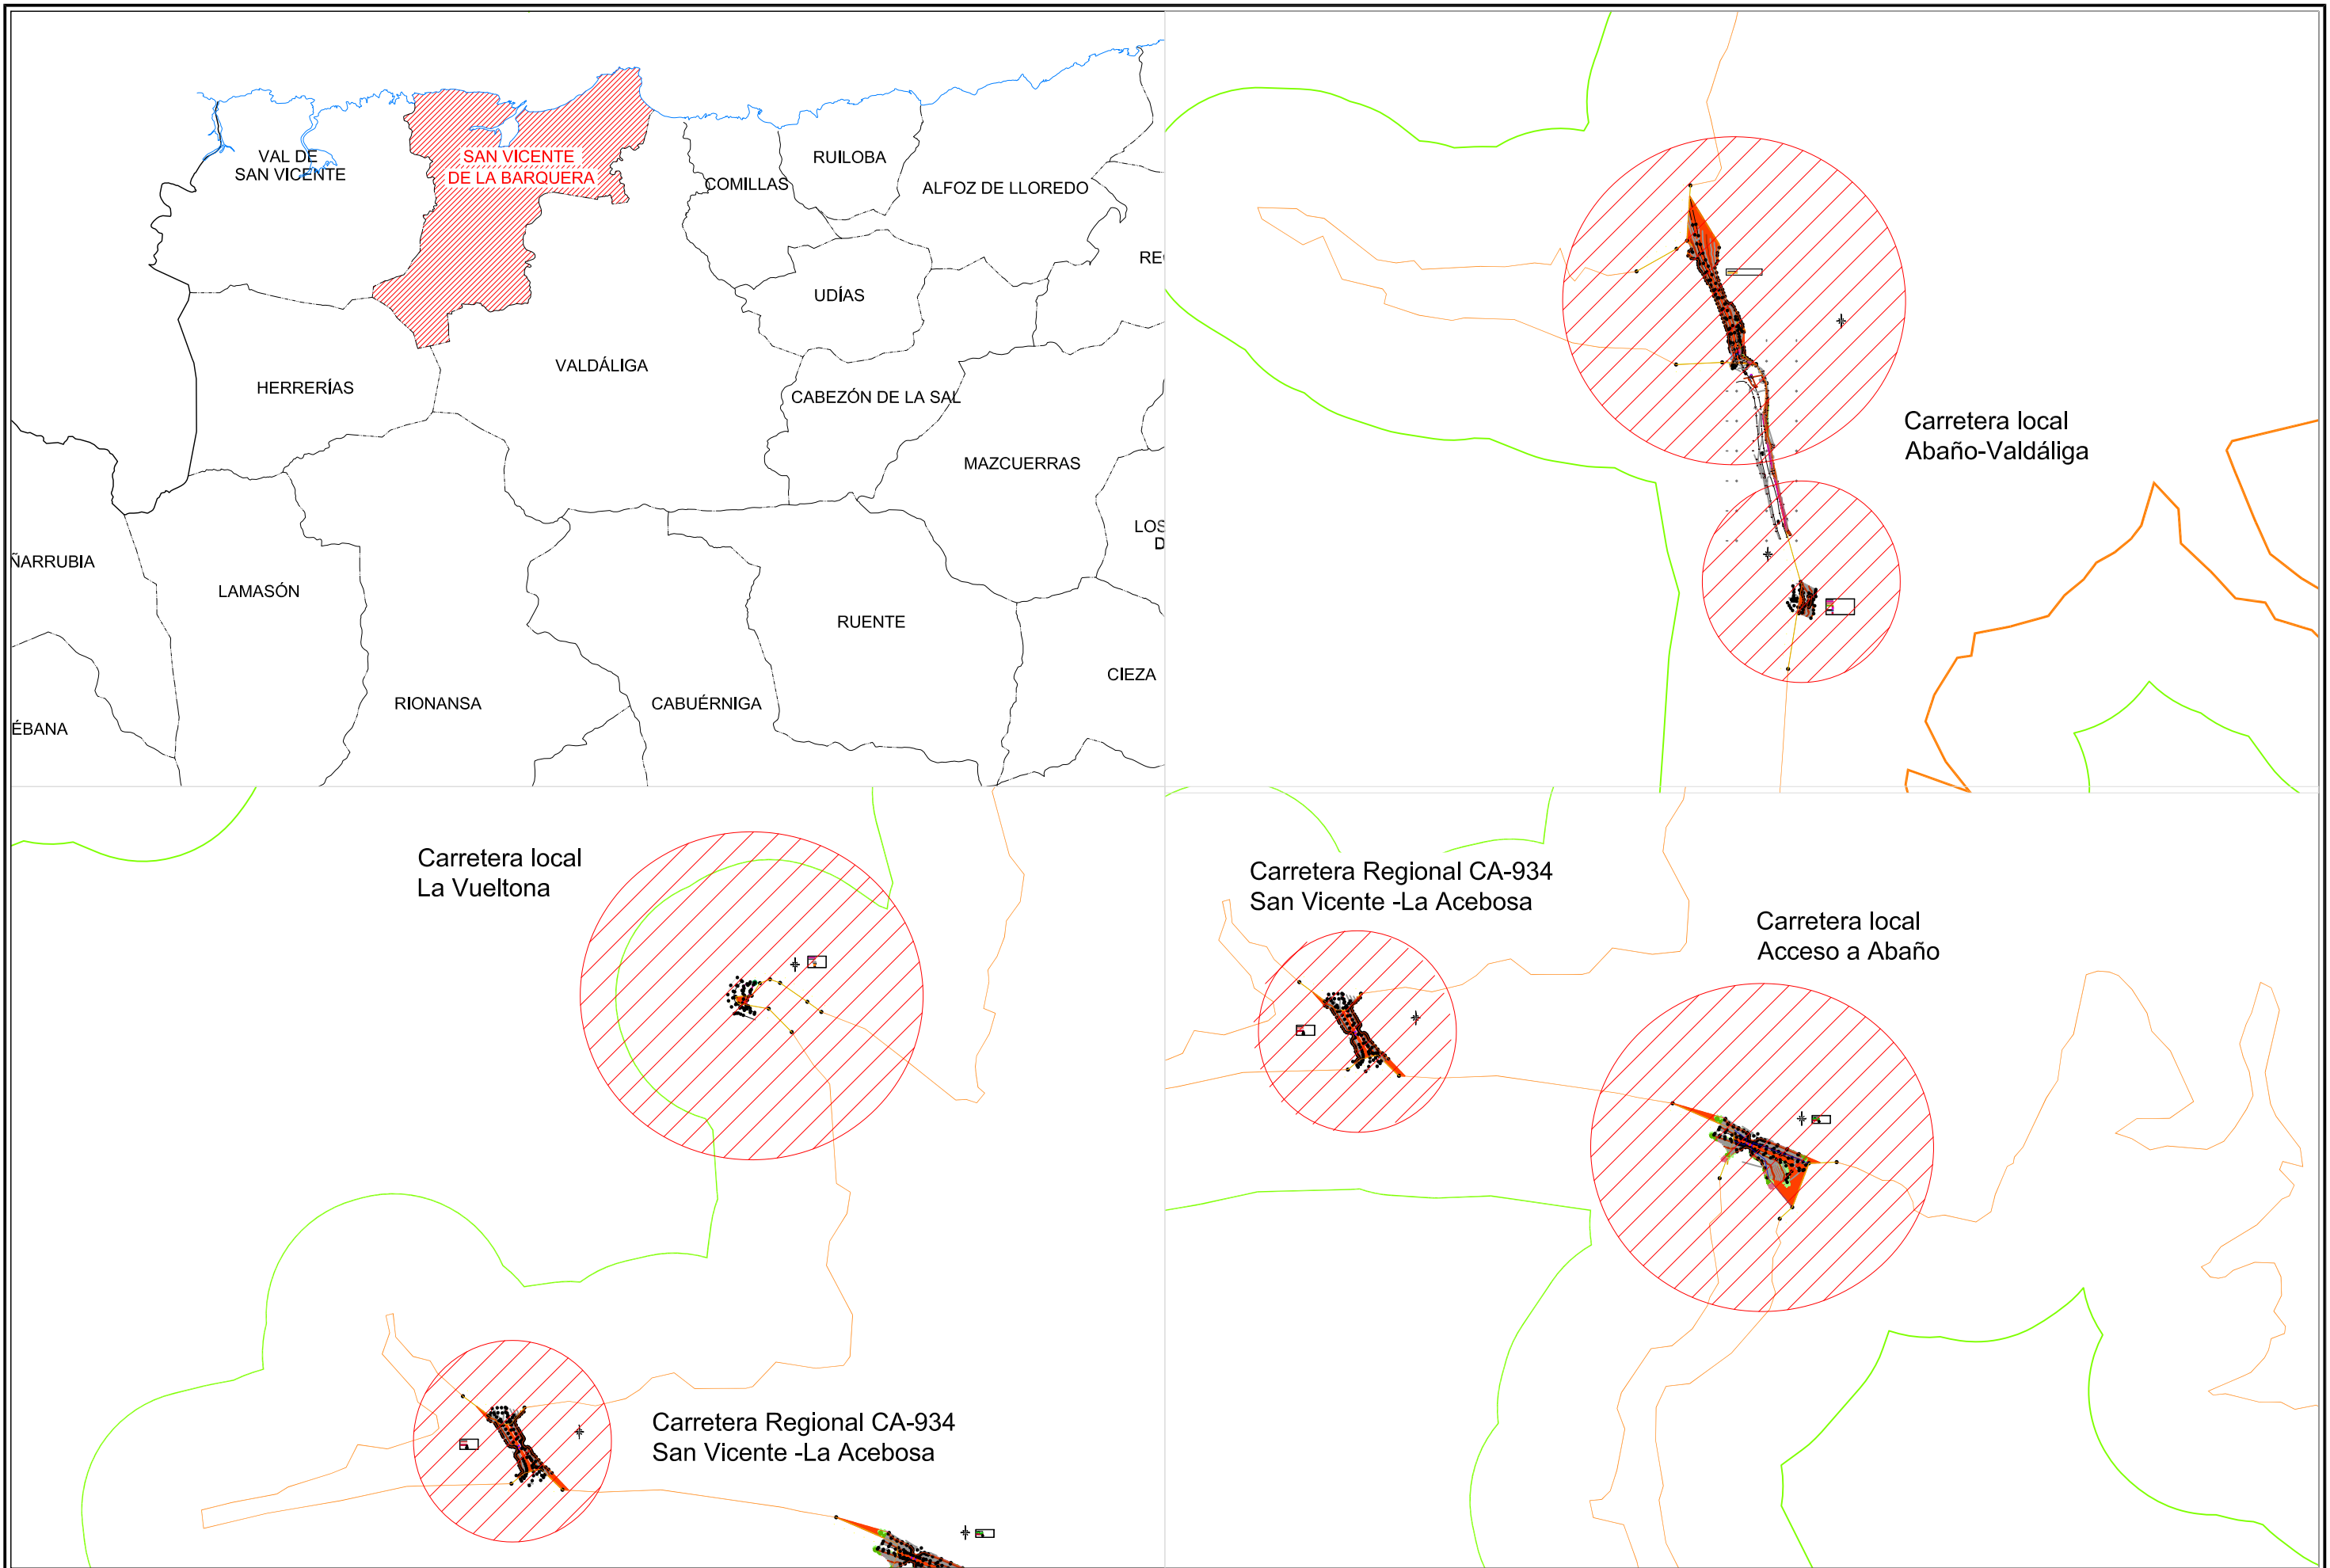 VAL DE
SAN VICENTE
SAN VICENTE
DE LA BARQUERA
COMILLAS
RUILOBA
ALFOZ DE LLOREDO
RE
UDÍAS
HERRERÍAS
VALDÁLIGA
CABEZÓN DE LA SAL
MAZCUERRAS
LOS
D
ÑARRUBIA
LAMASÓN
RUENTE
CIEZA
RIONANSA
CABUÉRNIGA
ÉBANA
Carretera local
Abaño-Valdáliga
Carretera local
La Vueltona
Carretera Regional CA-934
San Vicente -La Acebosa
Carretera Regional CA-934
San Vicente -La Acebosa
Carretera local
Acceso a Abaño